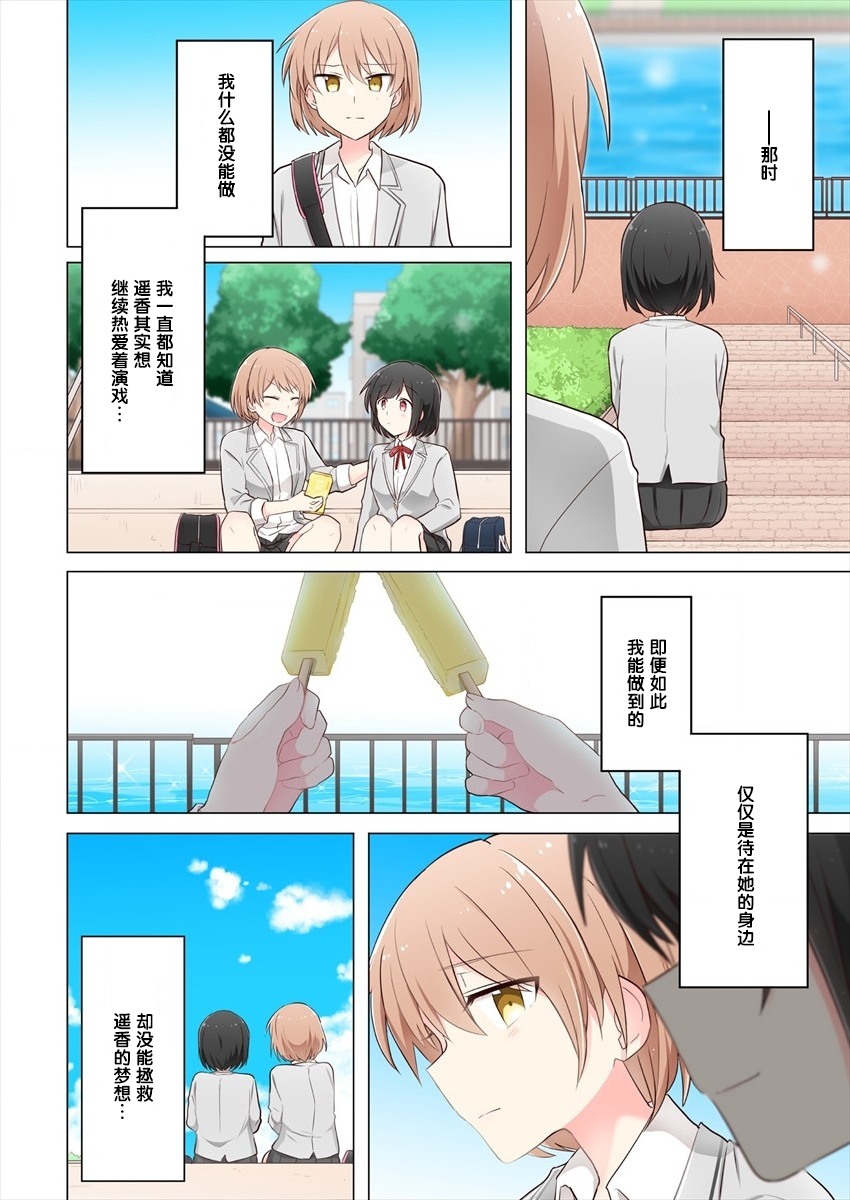 ——那时
我什么都没能做
我一直都知道
遥香其实想
继续热爱着演戏…
即便如此
我能做到的
仅仅是待在她的身边
却没能拯救
遥香的梦想…